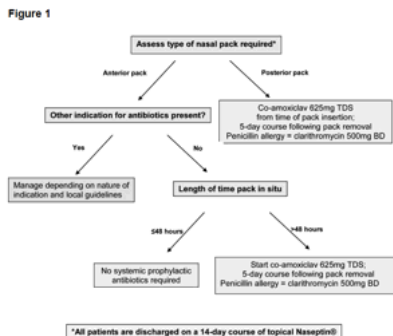 Figure 1
Assess type of nasal pack required*
Anterior pack
Posterior pack
Other indication for antibiotics present?
Co-amoxiclav 625mg TDS
from time of pack insertion;
5-day course following pack removal
Penicillin allergy = clarithromycin 500mg BD
Yes
No
Manage depending on nature of
indication and local guidelines
Length of time pack in situ
≤48 hours
>48 hours
No systemic prophylactic
antibiotics required
Start co-amoxiclav 625mg TDS;
5-day course following pack removal
Penicillin allergy = clarithromycin 500mg BD
*All patients are discharged on a 14-day course of topical Naseptin®